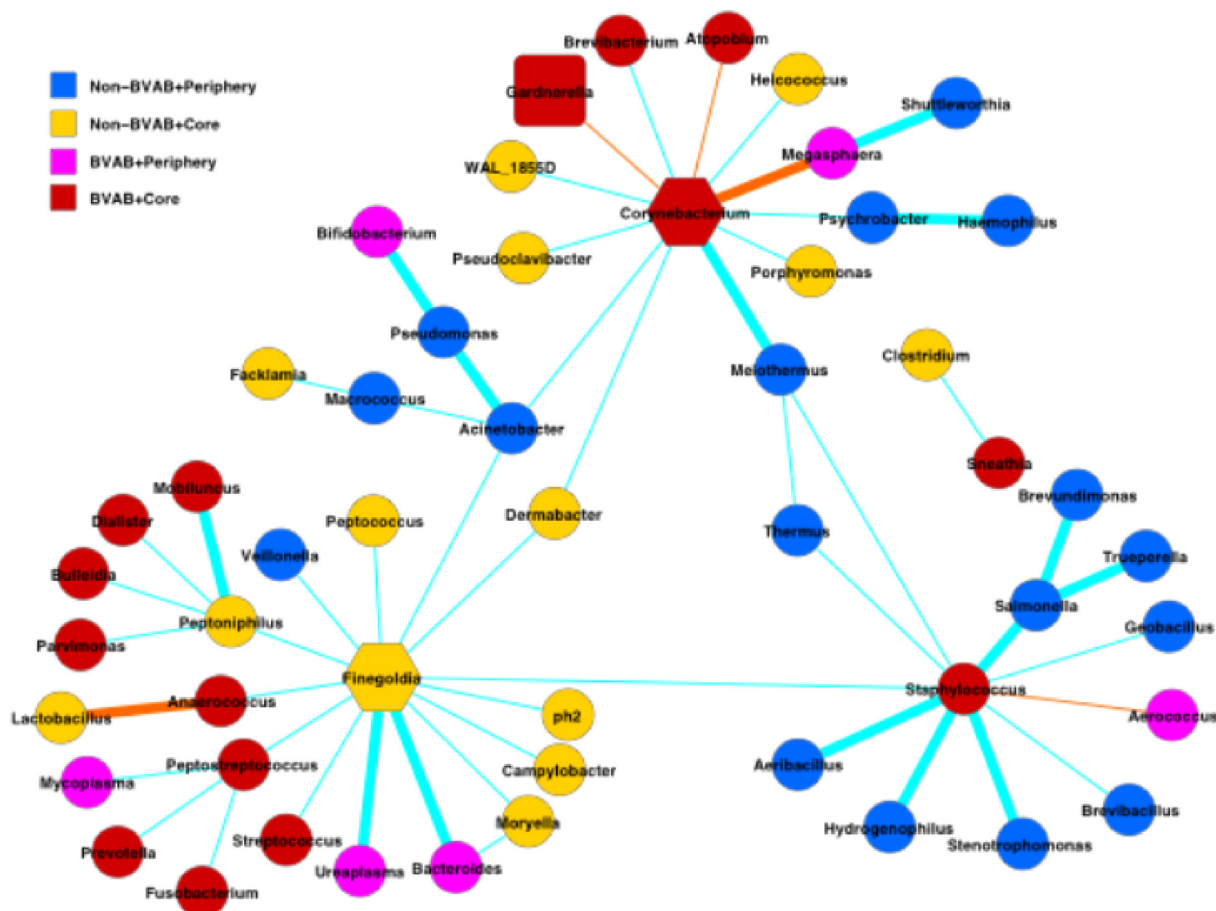 Brevibacterium
Atopobium
Non-BVAB+Periphery
Gardnerella
Helcococcus
Shuttleworthia
Non-BVAB+Core
BVAB+Periphery
WAL_1855D
Megasphaera
BVAB+Core
Corynebacterium
Psychrobacter
Haemophilus
Bifidobacterium
Pseudoclavibacter
Porphyromonas
Pseudomonas
Clostridium
Facklamia
Meiothermus
Macrococcus
Acinetobacter
Sneathia
Mobiluncus
Brevundimonas
Dialister
Peptococcus
Dermabacter
Thermus
Veillonella
Trueperella
Bulleidia
Salmonella
Peptoniphilus
Geobacillus
Parvimonas
Finegoldia
Staphylococcus
Anaerococcus
Lactobacillus
ph2
Aerococcus
Peptostreptococcus
Aeribacillus
Campylobacter
Mycoplasma
Brevibacillus
Moryella
Hydrogenophilus
Streptococcus
Stenotrophomonas
Prevotella
Ureaplasma
Bacteroides
Fusobacterium